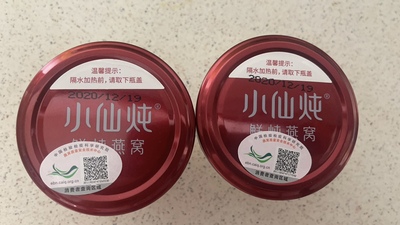 温馨提示：
隔水加热前，请取下瓶盖
2020/12/19
小仙炖®
鲜炖燕窝
温馨提示：
隔水加热前，请取下瓶盖
2020/12/19
小仙炖®
鲜炖燕窝